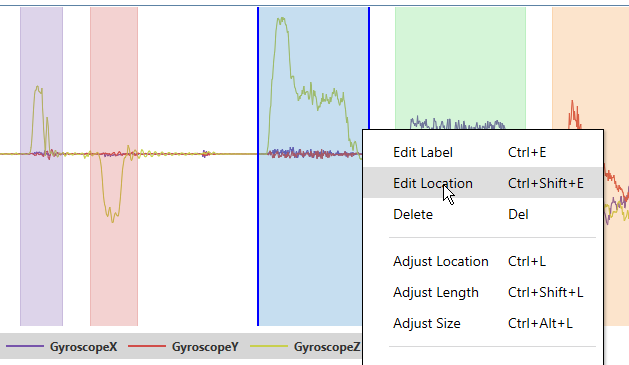 Edit Label Ctrl+E
Edit Location Ctrl+Shift+E
Delete Del
Adjust Location Ctrl+L
Adjust Length Ctrl+Shift+L
Adjust Size Ctrl+Alt+L
GyroscopeX GyroscopeY GyroscopeZ